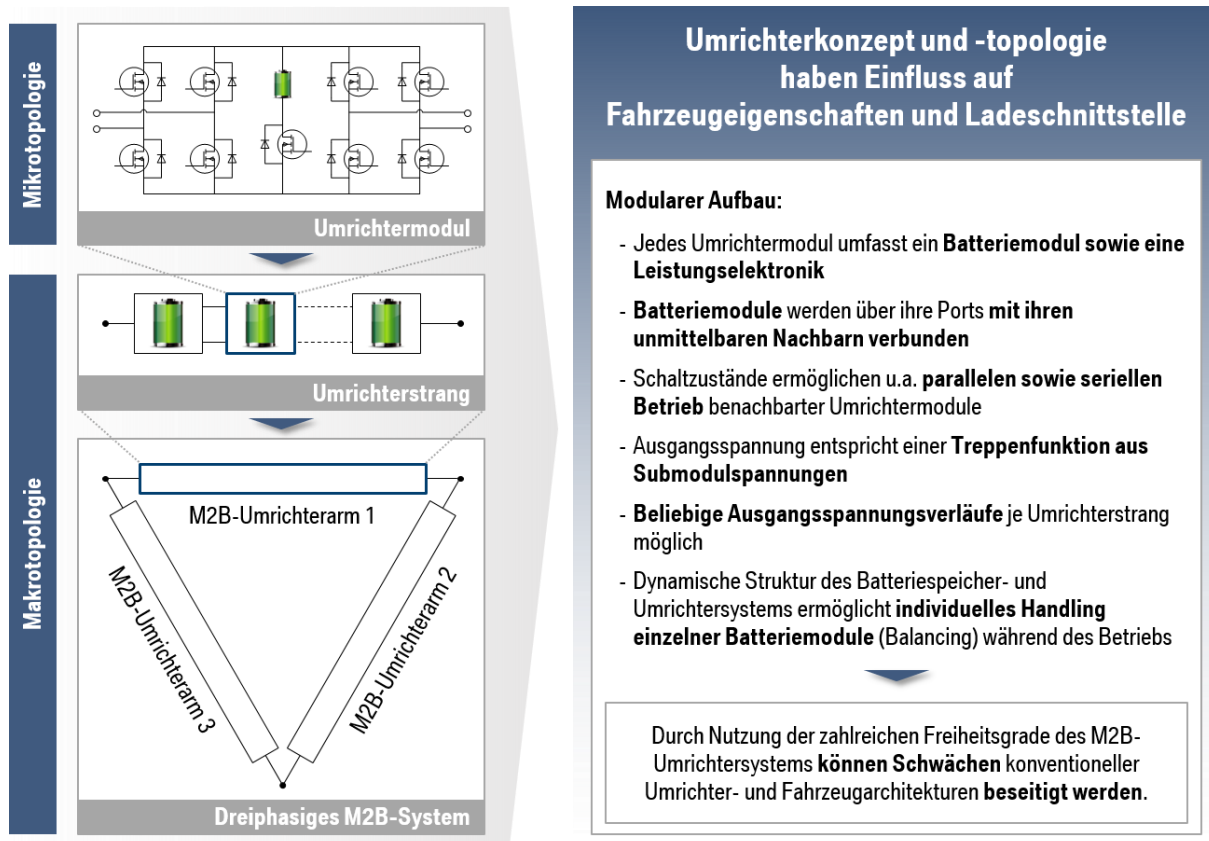 Mikrotopologie
Umrichtermodul
Makrotopologie
Umrichterstrang
M2B-Umrichterarm 1
M2B-Umrichterarm 2
M2B-Umrichterarm 3
Dreiphasiges M2B-System
Umrichterkonzept und -topologie
haben Einfluss auf
Fahrzeugeigenschaften und Ladeschnittstelle
Modularer Aufbau:
- Jedes Umrichtermodul umfasst ein Batteriemodul sowie eine
Leistungselektronik
- Batteriemodule werden über ihre Ports mit ihren
unmittelbaren Nachbarn verbunden
- Schaltzustände ermöglichen u.a. parallelen sowie seriellen
Betrieb benachbarter Umrichtermodule
- Ausgangsspannung entspricht einer Treppenfunktion aus
Submodulspannungen
- Beliebige Ausgangsspannungsverläufe je Umrichterstrang
möglich
- Dynamische Struktur des Batteriespeicher- und
Umrichtersystems ermöglicht individuelles Handling
einzelner Batteriemodule (Balancing) während des Betriebs
Durch Nutzung der zahlreichen Freiheitsgrade des M2B-
Umrichtersystems können Schwächen konventioneller
Umrichter- und Fahrzeugarchitekturen beseitigt werden.